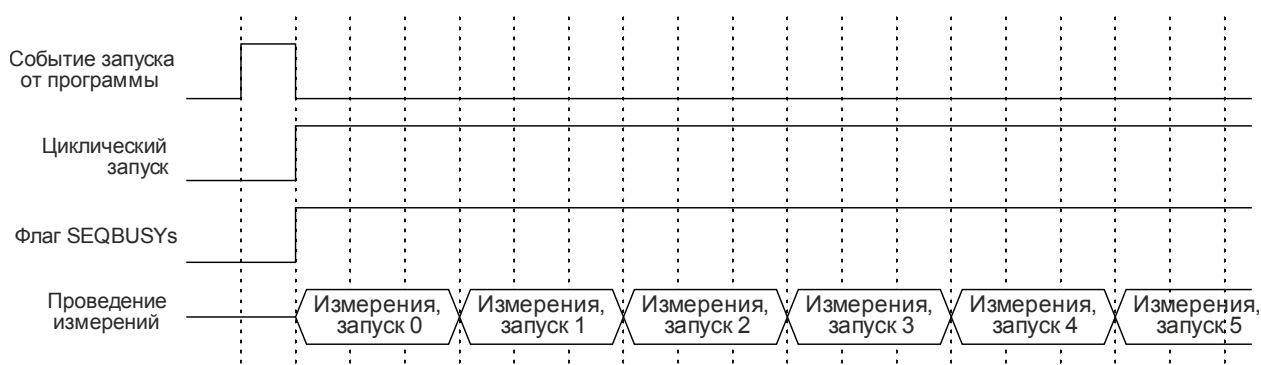 Событие запуска
от программы
Циклический
запуск
Флаг SEQBUSYs
Проведение
измерений
Измерения,
запуск 0
Измерения,
запуск 1
Измерения,
запуск 2
Измерения,
запуск 3
Измерения,
запуск 4
Измерения,
запуск 5